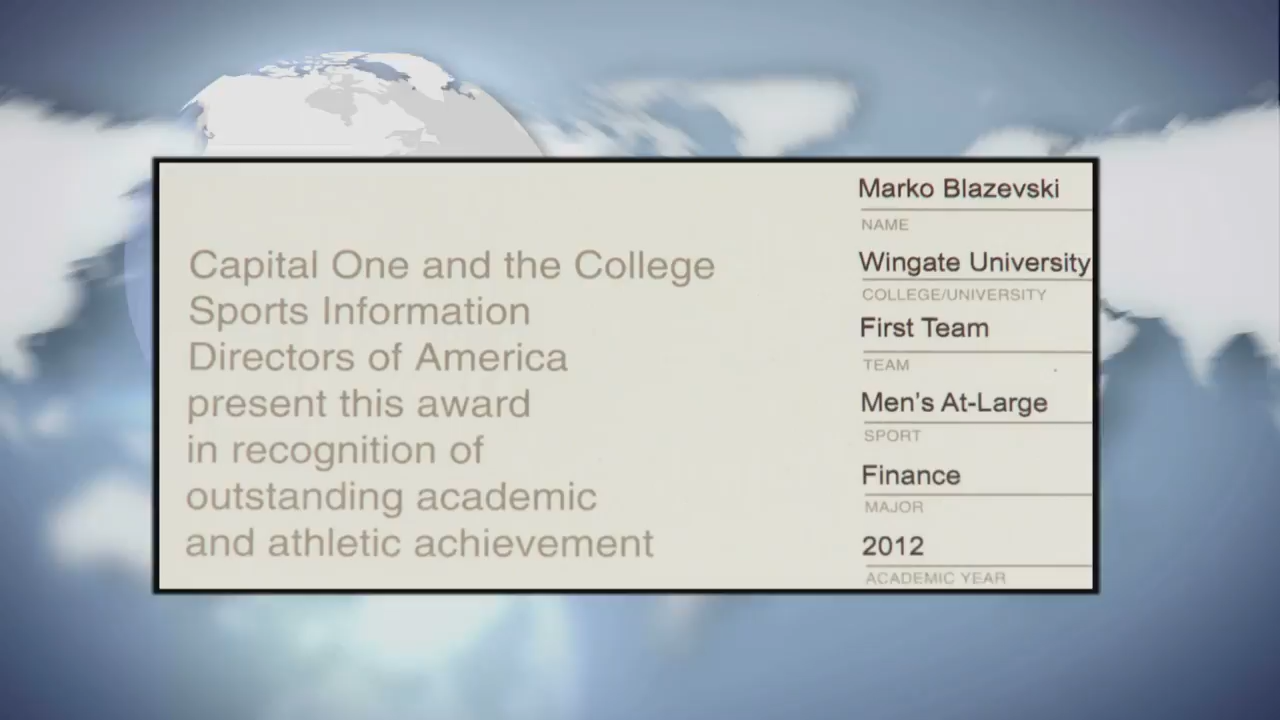 Capital One and the College
Sports Information
Directors of America
present this award
in recognition of
outstanding academic
and athletic achievement
Marko Blazevski
NAME
Wingate University
COLLEGE/UNIVERSITY
First Team
TEAM
Men's At-Large
SPORT
Finance
MAJOR
2012
ACADEMIC YEAR